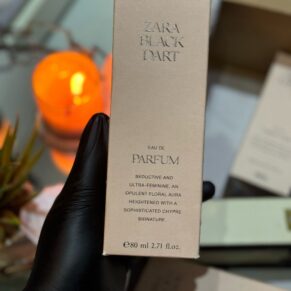 ZARA
BLACK
DART
EAU DE
PARFUM
SEDUCTIVE AND
ULTRA-FEMININE, AN
OPULENT FLORAL AURA
HEIGHTENED WITH A
SOPHISTICATED CHYPRE
SIGNATURE.
℮80 ml 2.71 fl.oz.